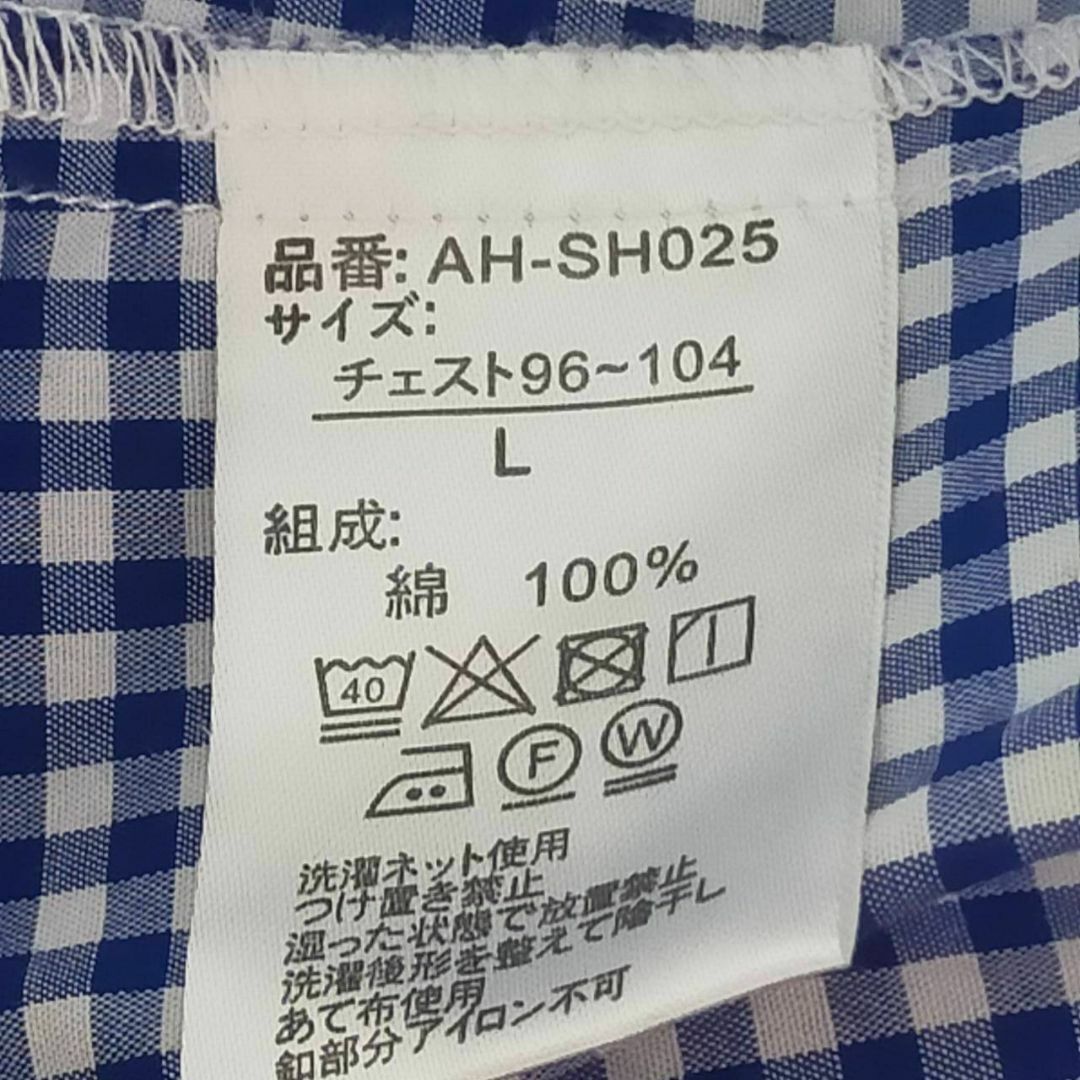 品番: AH-SH025
サイズ:
チェスト96~104
L
組成:
綿 100%
40
F
W
洗濯ネット使用
つけ置き禁止
湿った状態で放置禁止
洗濯後形を整えて陰干し
あて布使用
釦部分アイロン不可